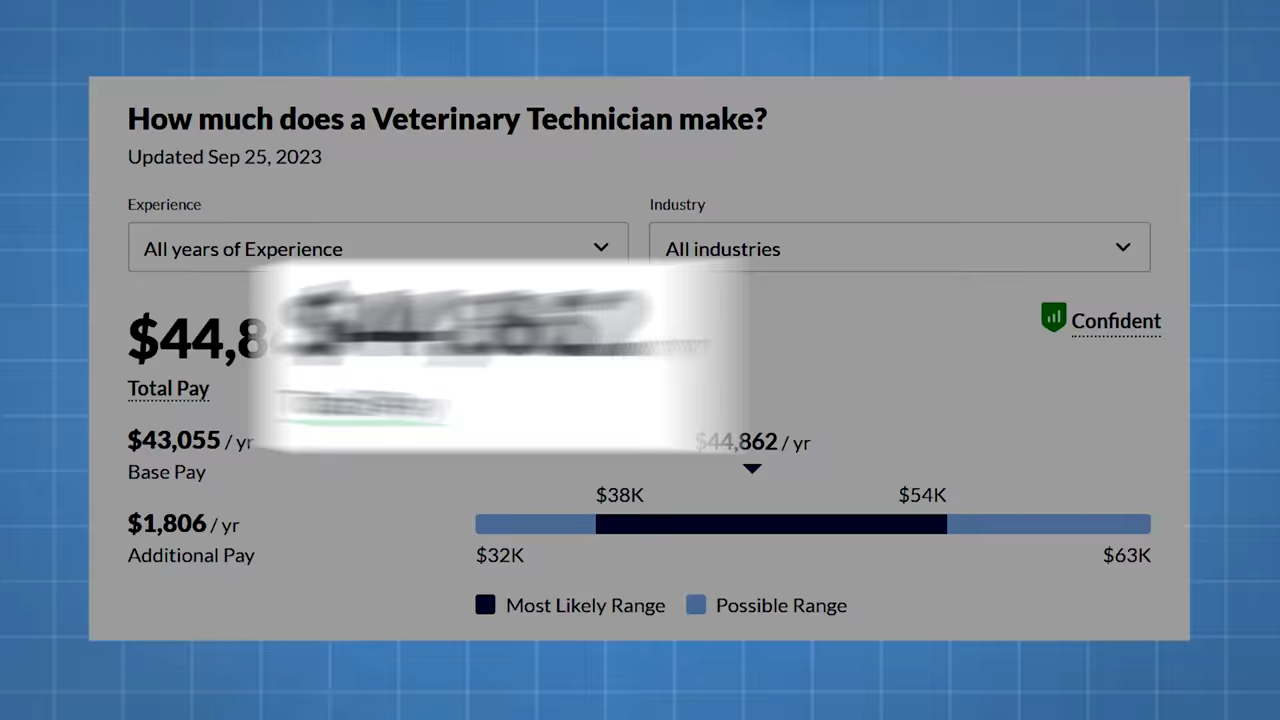 How much does a Veterinary Technician make?
Updated Sep 25, 2023
Experience Industry
All years of Experience All industries
$44,8
Confident
Total Pay
$43,055 / yr
Base Pay
$44,862 / yr
$38K $54K
$1,806 / yr
Additional Pay
$32K $63K
Most Likely Range Possible Range